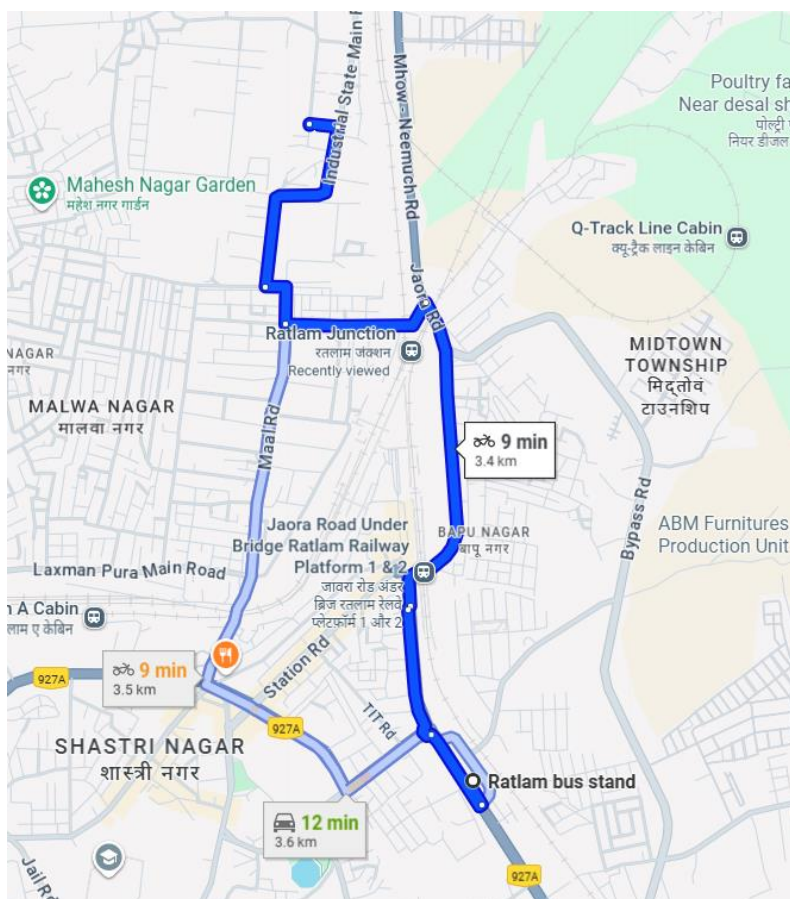 Industrial State Main R
Mhow - Neemuch Rd
Poultry fa
Near desal sh
पोल्ट्री
नियर डीजल
Mahesh Nagar Garden
महेश नगर गार्डन
Q-Track Line Cabin
क्यू-ट्रैक लाइन केबिन
Jaora Rd
Ratlam Junction
रतलाम जंक्शन
Recently viewed
MIDTOWN
TOWNSHIP
मिद्तोवं
टाउनशिप
NAGAR
नगर
MALWA NAGAR
मालवा नगर
Maal Rd
9 min
3.4 km
Bypass Rd
Jaora Road Under
Bridge Ratlam Railway
Platform 1 & 2
जावरा रोड अंडर
ब्रिज रतलाम रेलवे
प्लेटफ़ॉर्म 1 और 2
BAPU NAGAR
बापू नगर
ABM Furnitures
Production Unit
Laxman Pura Main Road
n A Cabin
लाम ए केबिन
927A
9 min
3.5 km
Station Rd
927A
TIT Rd
SHASTRI NAGAR
शास्त्री नगर
Ratlam bus stand
12 min
3.6 km
Jail Rd
927A